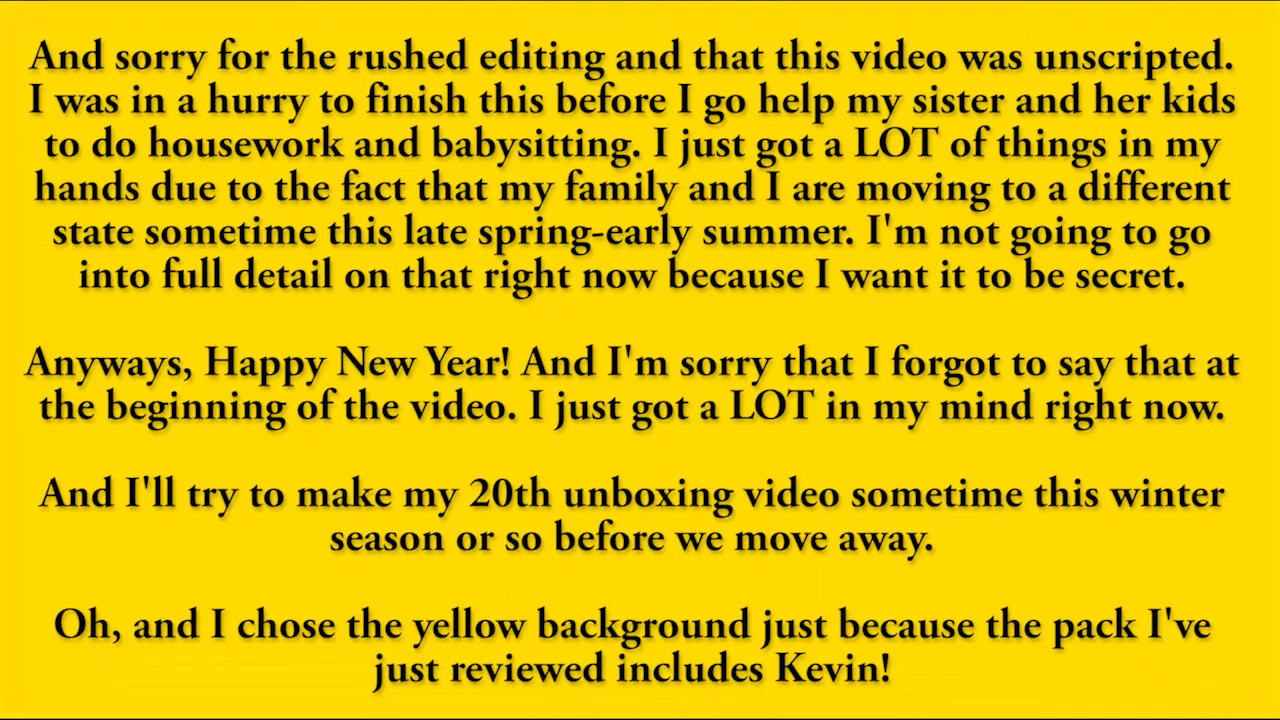 And sorry for the rushed editing and that this video was unscripted.
I was in a hurry to finish this before I go help my sister and her kids
to do housework and babysitting. I just got a LOT of things in my
hands due to the fact that my family and I are moving to a different
state sometime this late spring-early summer. I'm not going to go
into full detail on that right now because I want it to be secret.
Anyways, Happy New Year! And I'm sorry that I forgot to say that at
the beginning of the video. I just got a LOT in my mind right now.
And I'll try to make my 20th unboxing video sometime this winter
season or so before we move away.
Oh, and I chose the yellow background just because the pack I've
just reviewed includes Kevin!